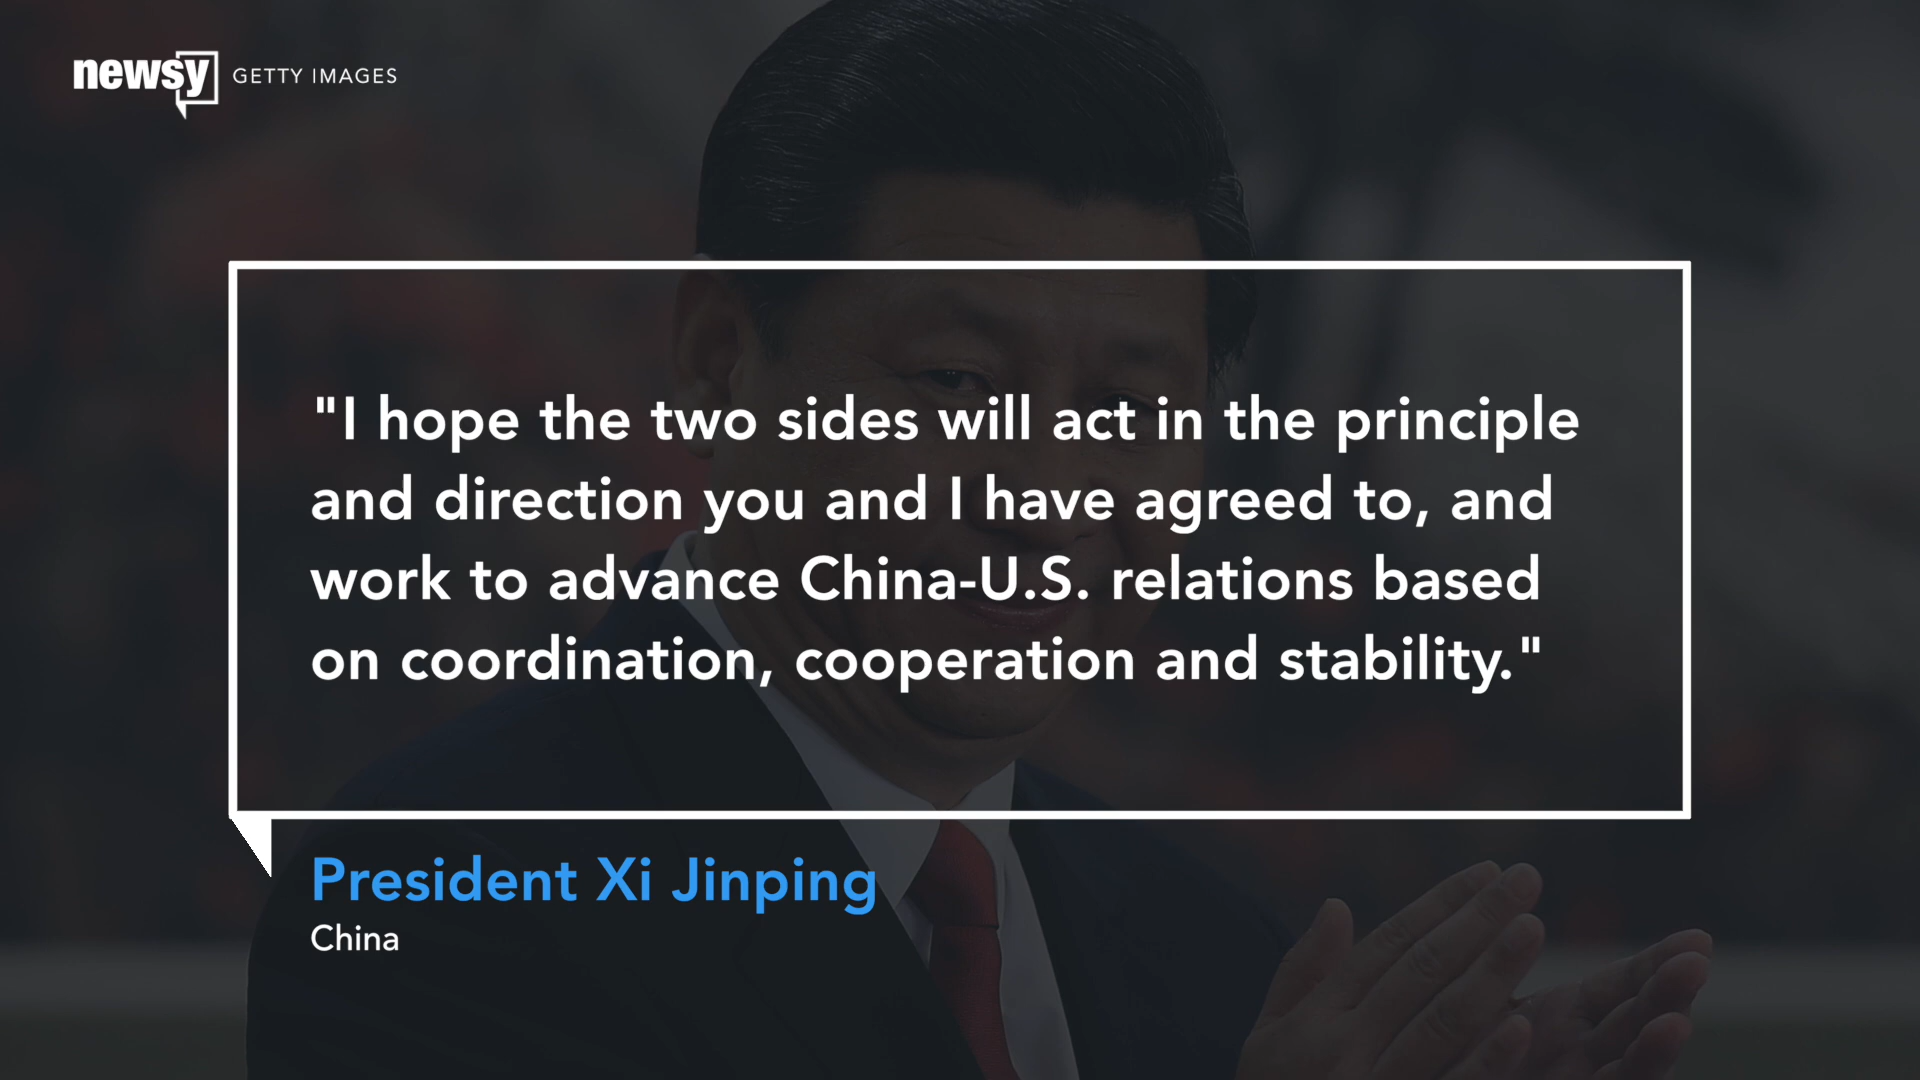 newsy GETTY IMAGES
"I hope the two sides will act in the principle
and direction you and I have agreed to, and
work to advance China-U.S. relations based
on coordination, cooperation and stability."
President Xi Jinping
China